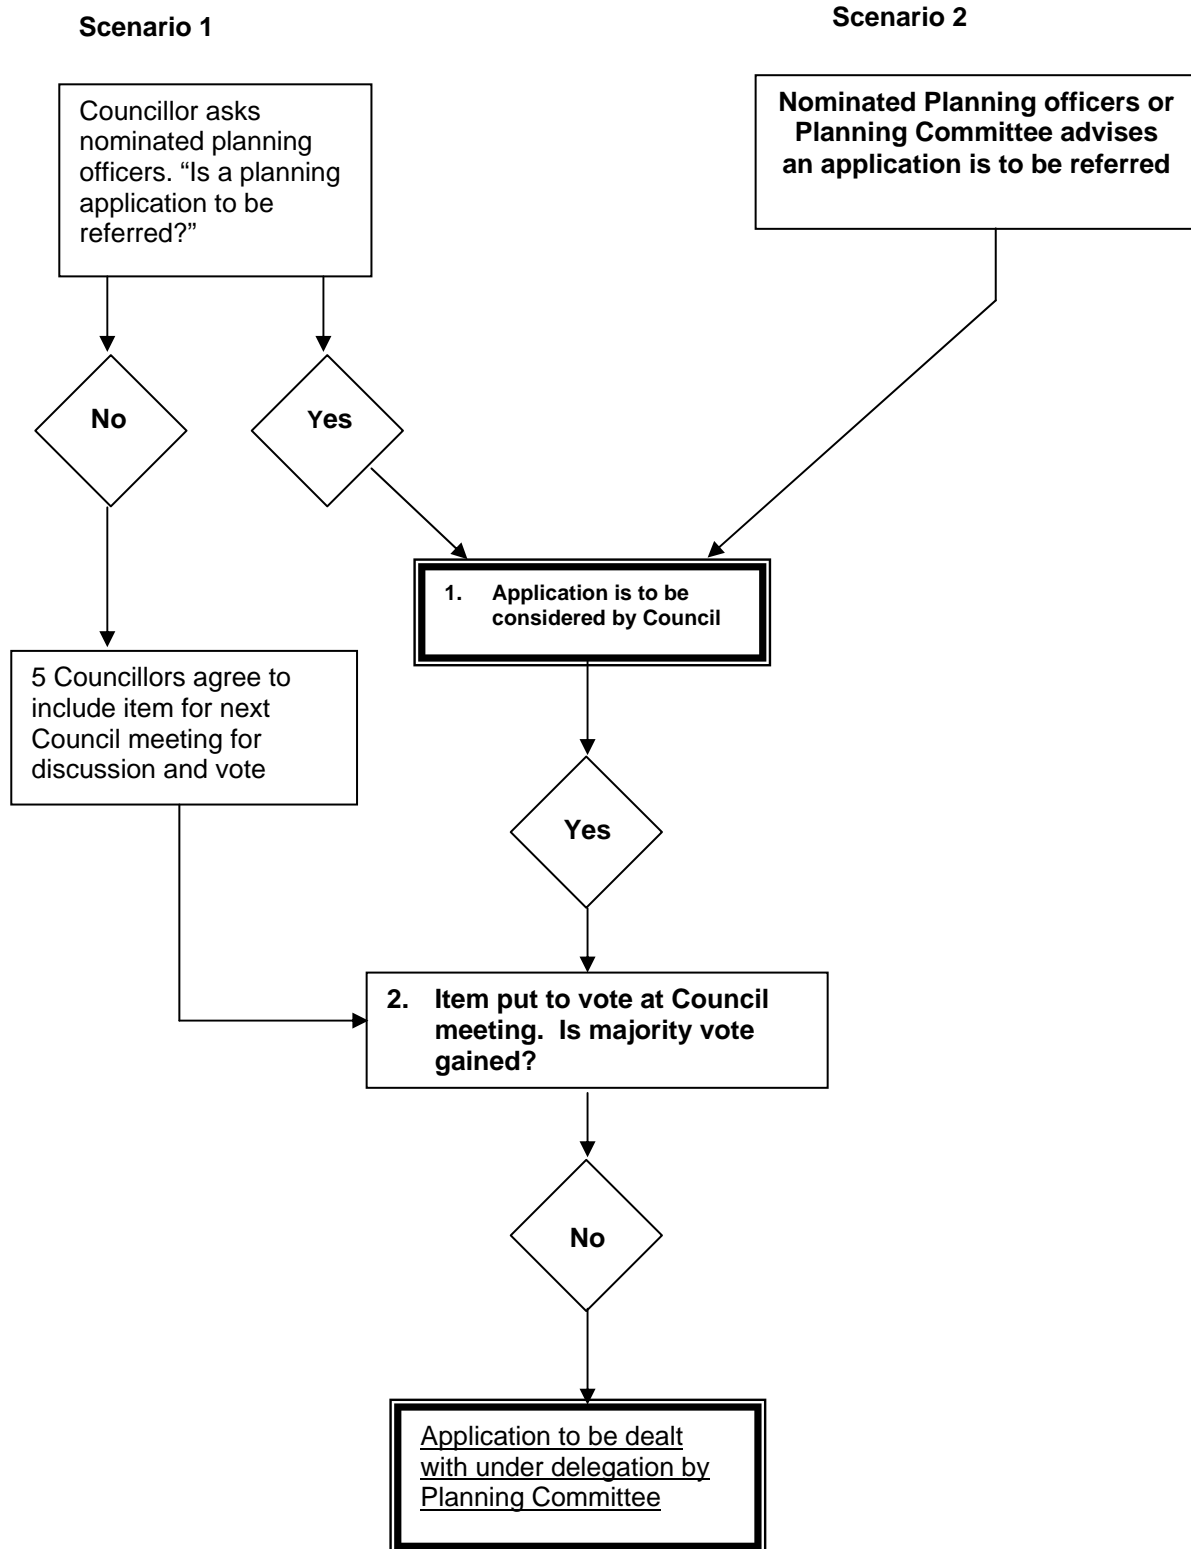 Scenario 1
Scenario 2
Councillor asks
nominated planning
officers. “Is a planning
application to be
referred?”
Nominated Planning officers or
Planning Committee advises
an application is to be referred
No
Yes
1. Application is to be
considered by Council
5 Councillors agree to
include item for next
Council meeting for
discussion and vote
Yes
2. Item put to vote at Council
meeting. Is majority vote
gained?
No
Application to be dealt
with under delegation by
Planning Committee